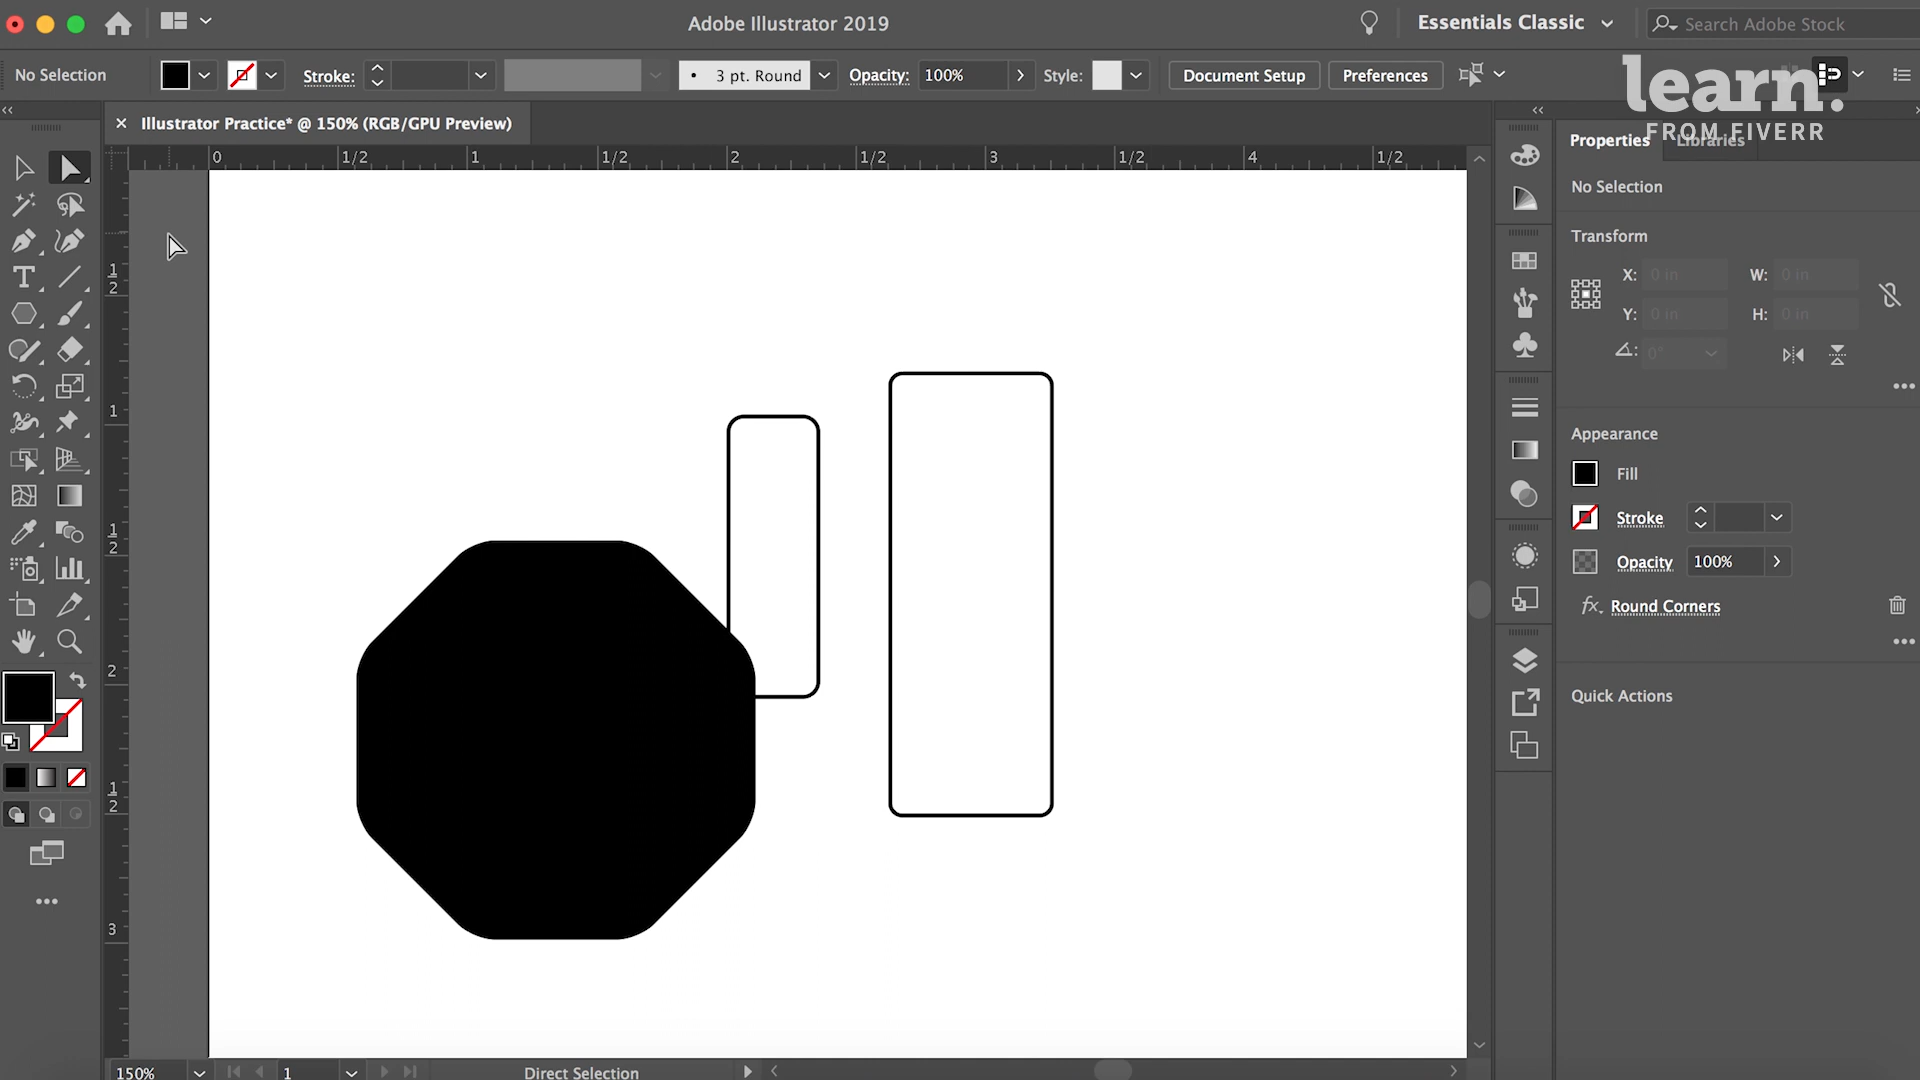 Adobe Illustrator 2019
Essentials Classic
Search Adobe Stock
No Selection
Stroke:
3 pt. Round
Opacity: 100%
Style:
Document Setup
Preferences
learn.
FROM FIVERR
Illustrator Practice* @ 150% (RGB/GPU Preview)
Properties
Libraries
0 1/2 1 1/2 2 1/2 3 1/2 4 1/2
No Selection
Transform
X: 0 in W: 0 in
Y: 0 in H: 0 in
0°
1
2
1
1
2
2
1
2
3
Appearance
Fill
Stroke
Opacity 100%
fx. Round Corners
Quick Actions
150%
1
Direct Selection